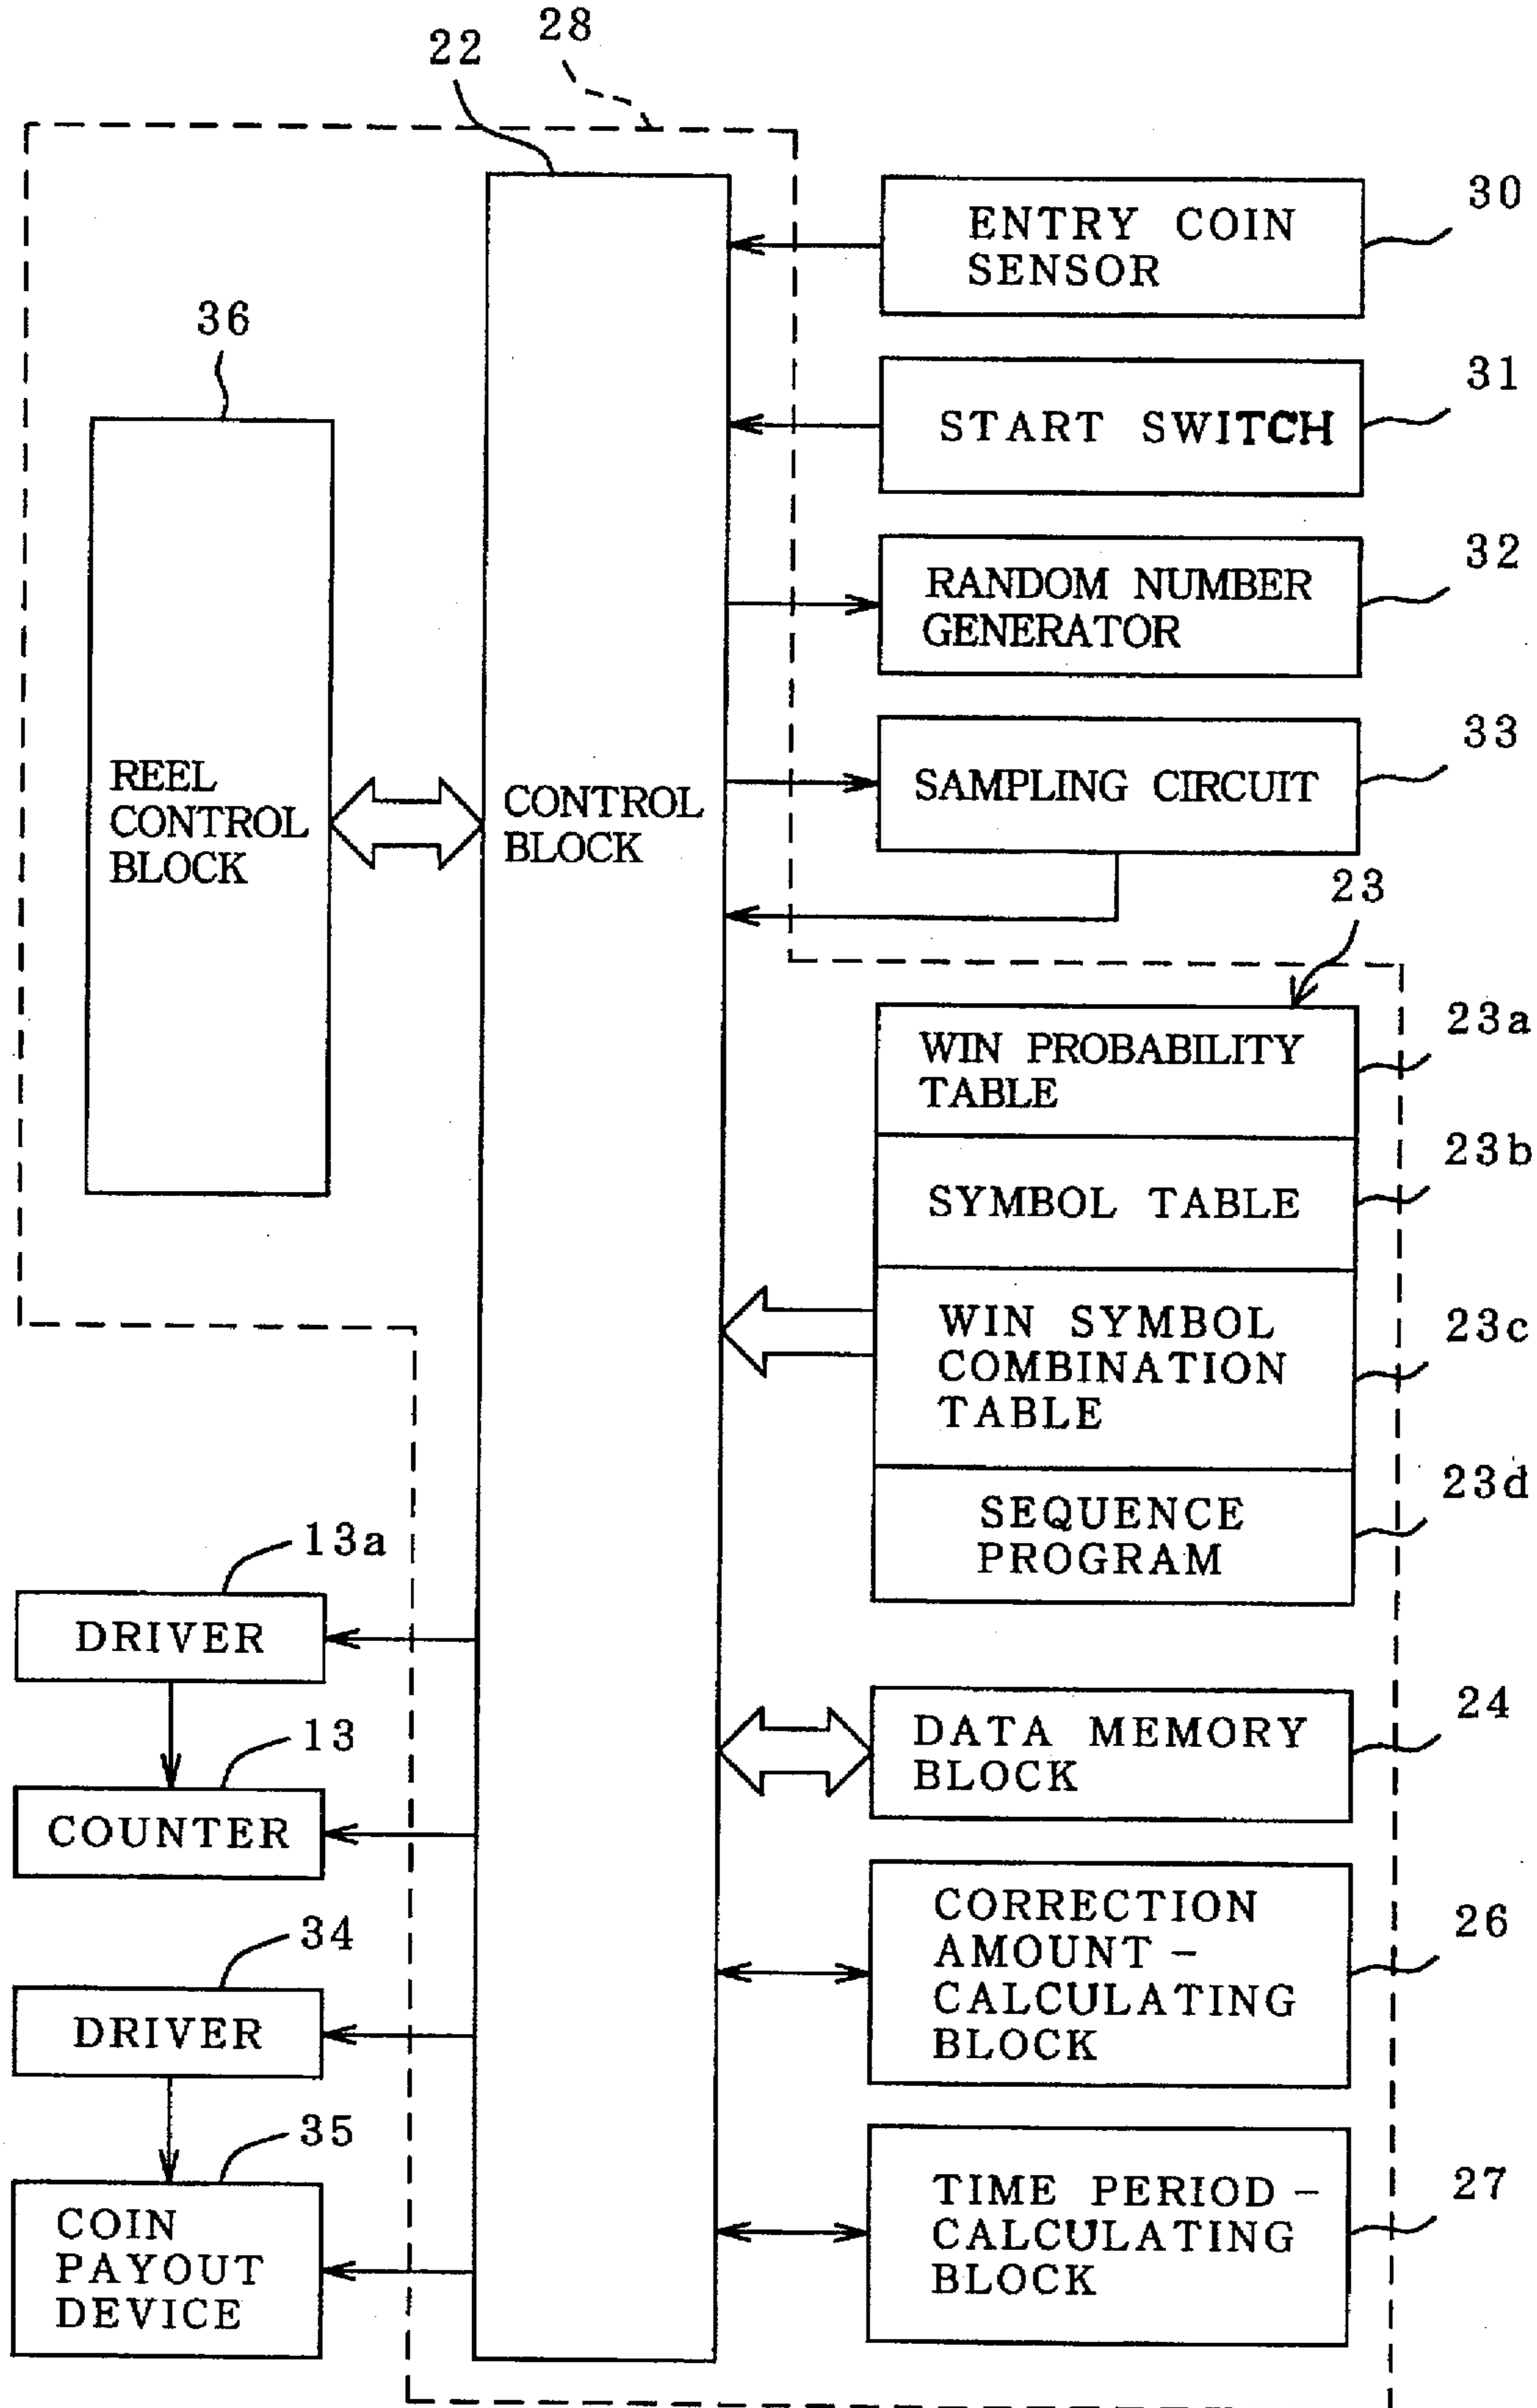 28
22
30
ENTRY COIN
SENSOR
36
31
START SWITCH
32
RANDOM NUMBER
GENERATOR
33
SAMPLING CIRCUIT
REEL
CONTROL
BLOCK
CONTROL
BLOCK
23
23a
WIN PROBABILITY
TABLE
23b
SYMBOL TABLE
23c
WIN SYMBOL
COMBINATION
TABLE
23d
SEQUENCE
PROGRAM
13a
DRIVER
24
DATA MEMORY
BLOCK
13
COUNTER
26
CORRECTION
AMOUNT-
CALCULATING
BLOCK
34
DRIVER
35
COIN
PAYOUT
DEVICE
27
TIME PERIOD-
CALCULATING
BLOCK